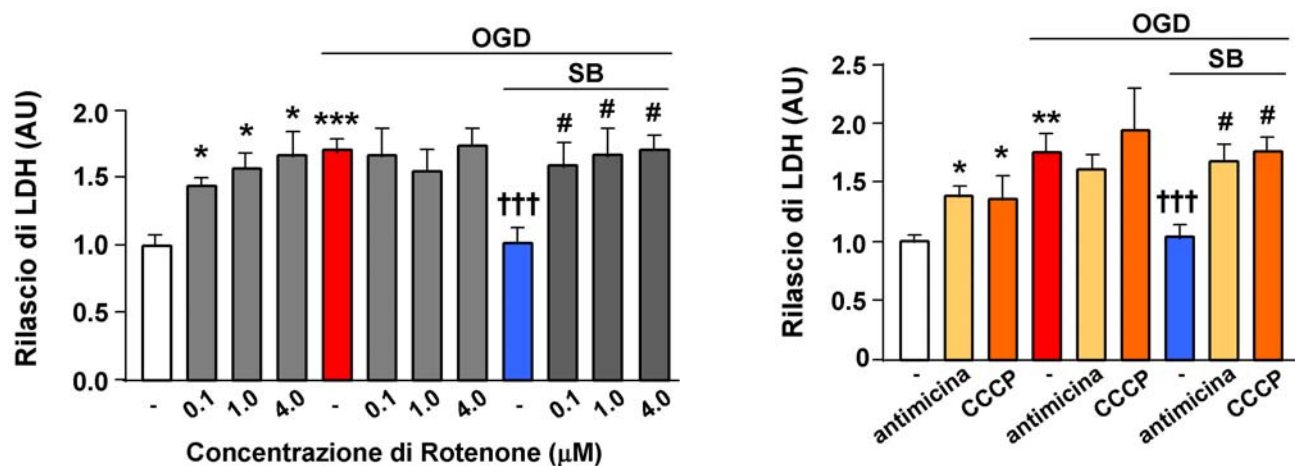 OGD
SB
Rilascio di LDH (AU)
2.0
1.5
1.0
0.5
0.0
* * * *** # # # †††
- 0.1 1.0 4.0 - 0.1 1.0 4.0 - 0.1 1.0 4.0
Concentrazione di Rotenone (µM)
OGD
SB
Rilascio di LDH (AU)
2.5
2.0
1.5
1.0
0.5
0
* * ** ††† # #
- antimicina CCCP - antimicina CCCP - antimicina CCCP